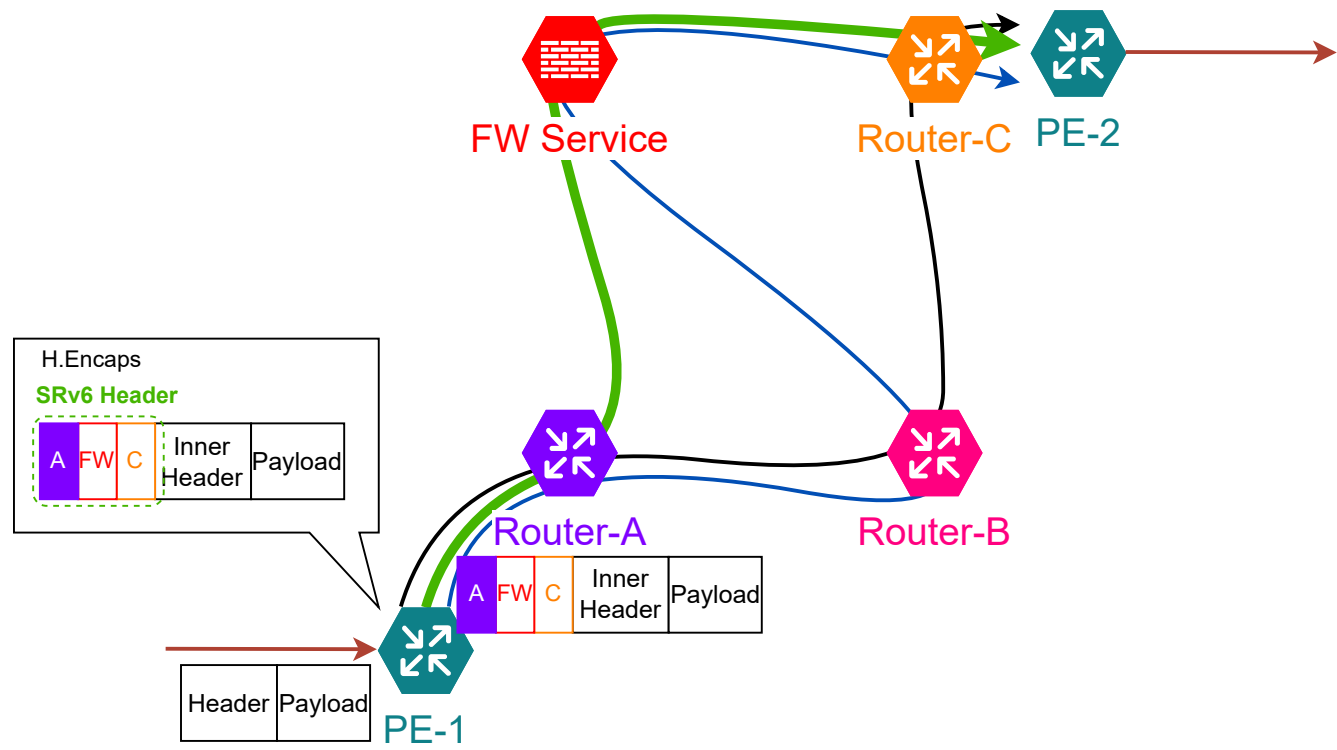 FW Service
Router-C
PE-2
H.Encaps
SRv6 Header
A
FW
C
Inner
Header
Payload
Router-A
Router-B
A
FW
C
Inner
Header
Payload
Header
Payload
PE-1